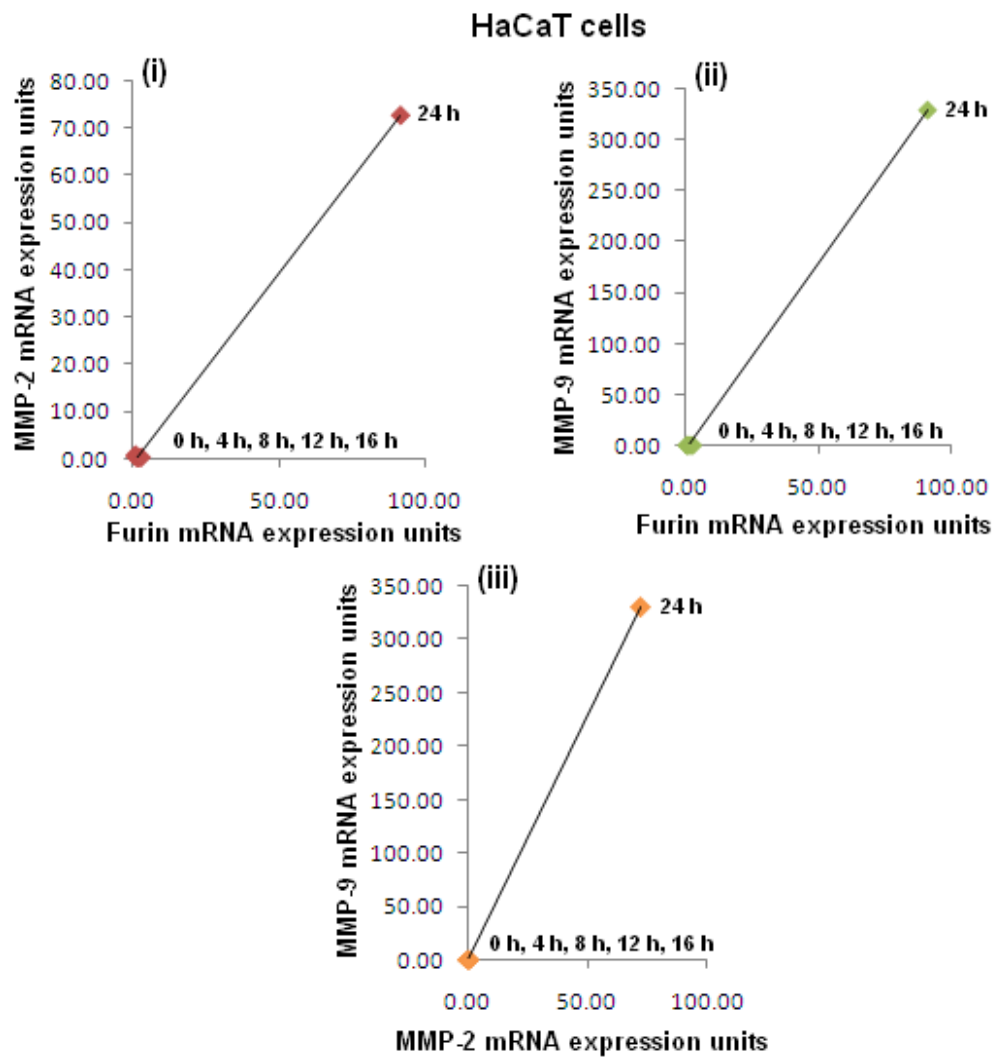 HaCaT cells
(i)
MMP-2 mRNA expression units
80.00
70.00
60.00
50.00
40.00
30.00
20.00
10.00
0.00
24 h
0 h, 4 h, 8 h, 12 h, 16 h
0.00 50.00 100.00
Furin mRNA expression units
(ii)
MMP-9 mRNA expression units
350.00
300.00
250.00
200.00
150.00
100.00
50.00
0.00
24 h
0 h, 4 h, 8 h, 12 h, 16 h
0.00 50.00 100.00
Furin mRNA expression units
(iii)
MMP-9 mRNA expression units
350.00
300.00
250.00
200.00
150.00
100.00
50.00
0.00
24 h
0 h, 4 h, 8 h, 12 h, 16 h
0.00 50.00 100.00
MMP-2 mRNA expression units